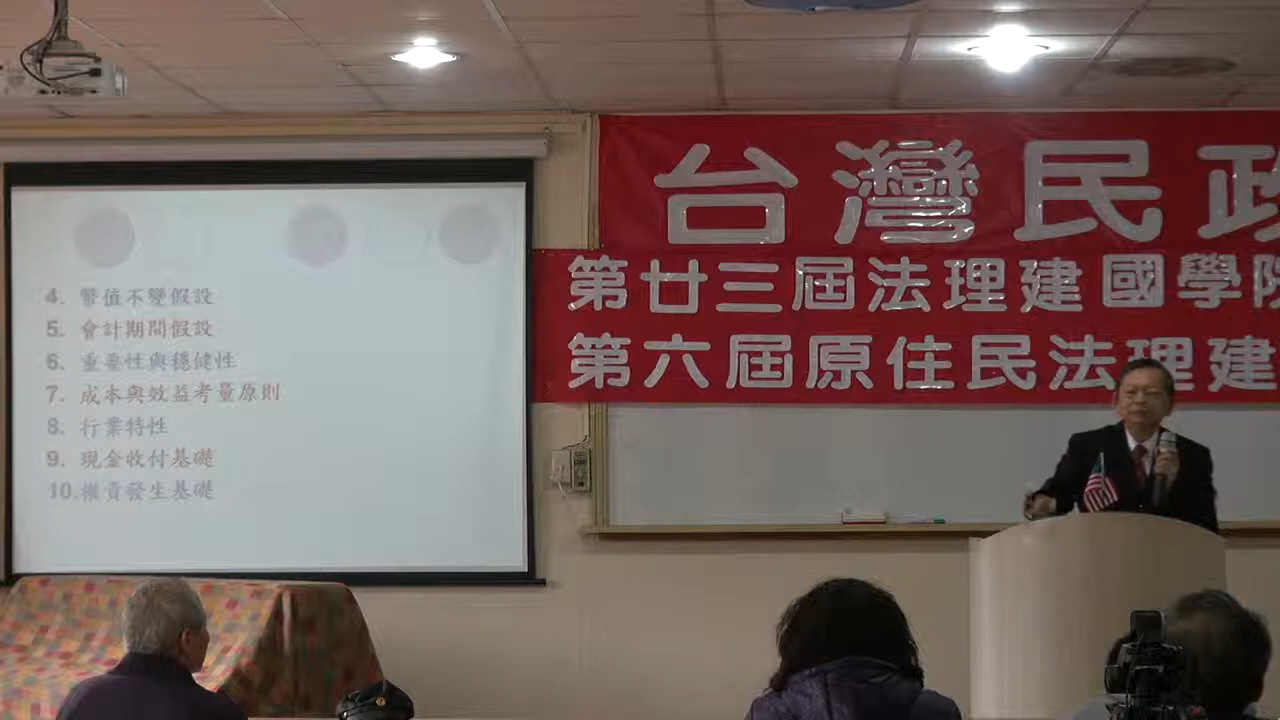 台灣民政
第廿三屆法理建國學院
第六屆原住民法理建
4. 幣值不變假設
5. 會計期間假設
6. 重要性與穩健性
7. 成本與效益考量原則
8. 行業特性
9. 現金收付基礎
10.權責發生基礎